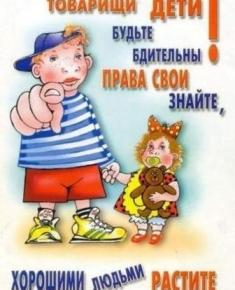 ТОВАРИЩИ ДЕТИ!
БУДЬТЕ
БДИТЕЛЬНЫ
ПРАВА СВОИ
ЗНАЙТЕ,
ХОРОШИМИ ЛЮДЬМИ РАСТИТЕ